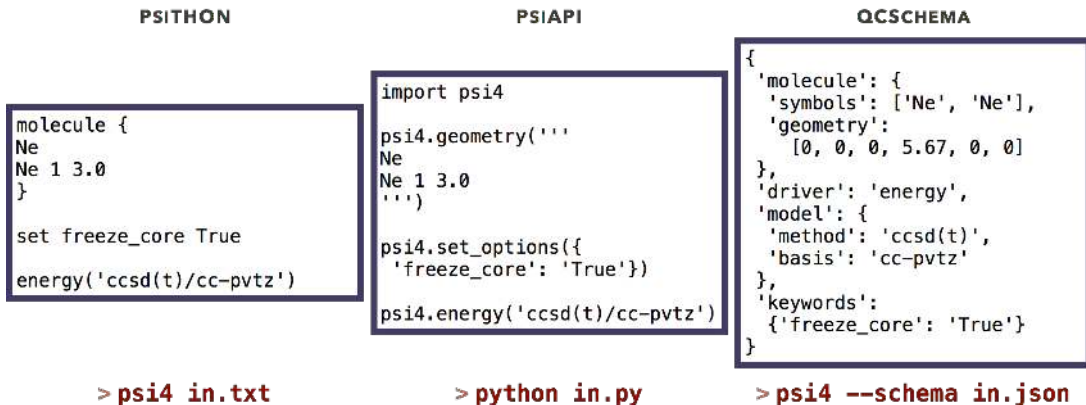 PSITHON
molecule {
Ne
Ne 1 3.0
}
set freeze_core True
energy('ccsd(t)/cc-pvtz')
> psi4 in.txt
PSIAPI
import psi4
psi4.geometry('''
Ne
Ne 1 3.0
''')
psi4.set_options({
'freeze_core': 'True'})
psi4.energy('ccsd(t)/cc-pvtz')
> python in.py
QCSCHEMA
{
'molecule': {
'symbols': ['Ne', 'Ne'],
'geometry':
[0, 0, 0, 5.67, 0, 0]
},
'driver': 'energy',
'model': {
'method': 'ccsd(t)',
'basis': 'cc-pvtz'
},
'keywords':
{'freeze_core': 'True'}
}
> psi4 --schema in.json